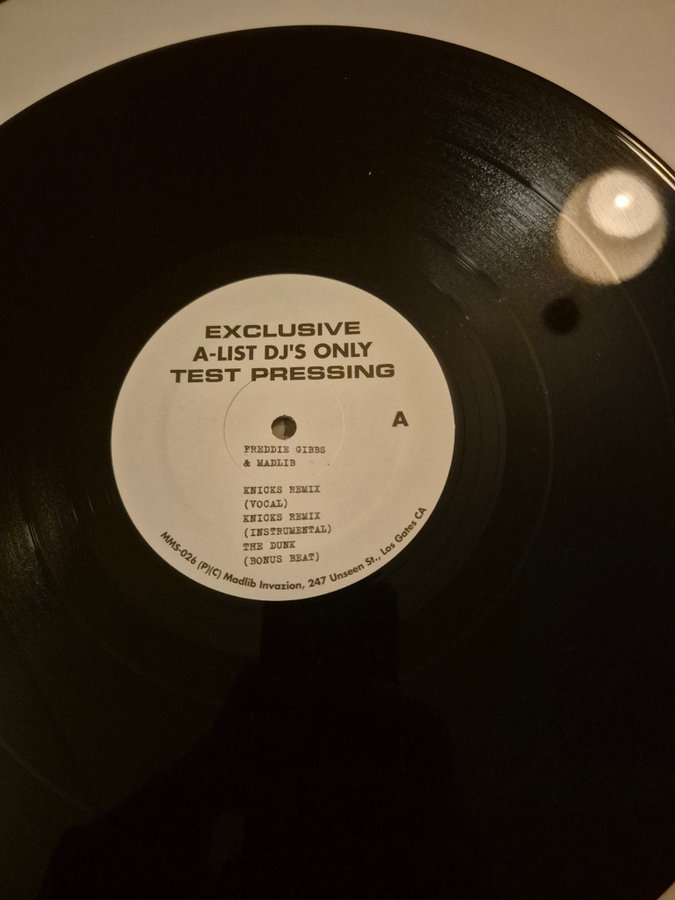 EXCLUSIVE
A-LIST DJ'S ONLY
TEST PRESSING
A
FREDDIE GIBBS
& MADLIB
KNICKS REMIX
(VOCAL)
KNICKS REMIX
(INSTRUMENTAL)
THE DUNK
(BONUS BEAT)
MMS-026 (P)(C) Madlib Invazion, 247 Unseen St., Los Gates CA